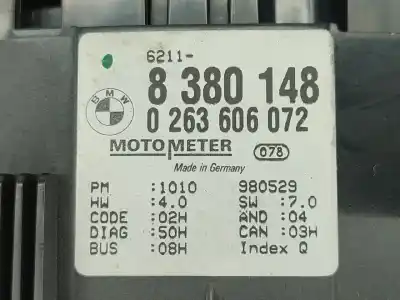 6211-
8 380 148
BMW
0 263 606 072
MOTOMETER 078
Made in Germany
PM :1010 980529
HW :4.0 SW :7.0
CODE :02H AND :04
DIAG :50H CAN :03H
BUS :08H Index Q